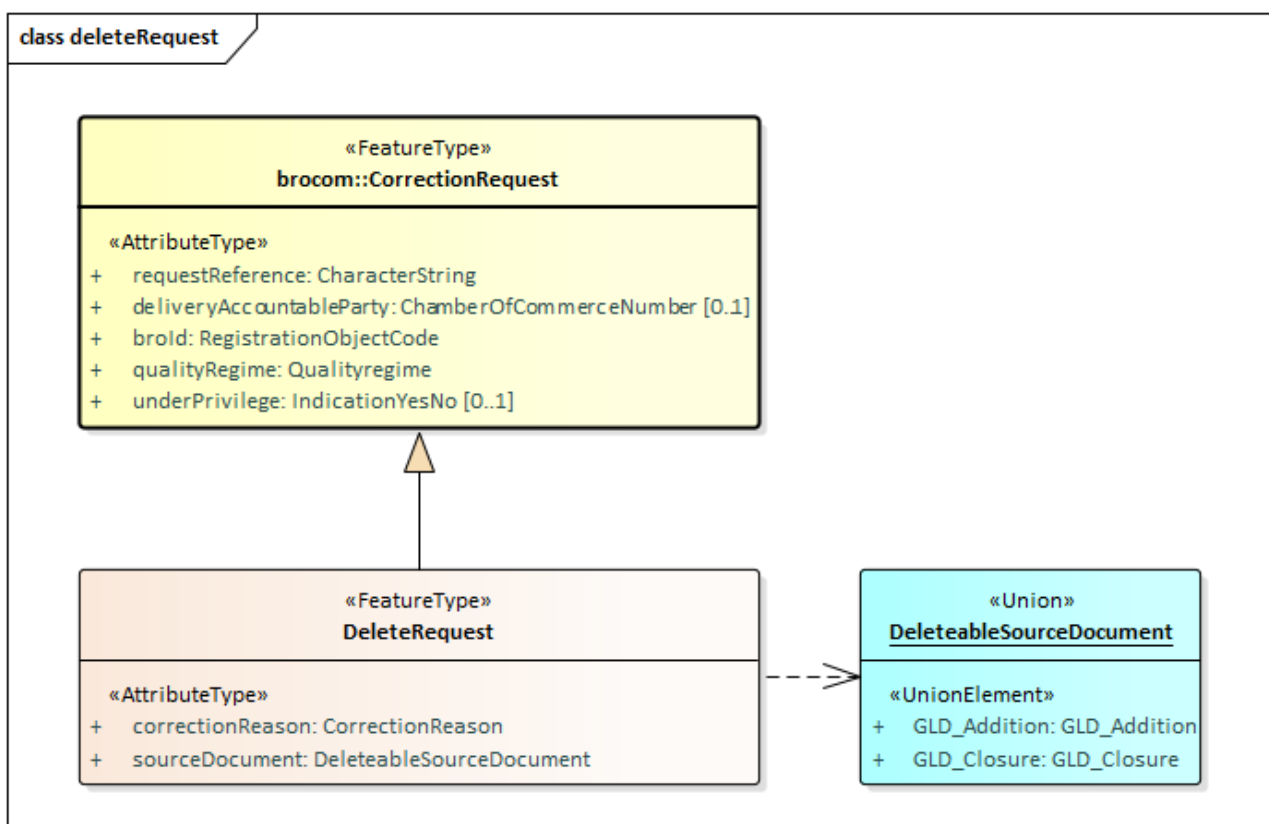 class deleteRequest
«FeatureType»
brocom::CorrectionRequest
«AttributeType»
+ requestReference: CharacterString
+ deliveryAccountableParty: ChamberOfCommerceNumber [0..1]
+ broId: RegistrationObjectCode
+ qualityRegime: Qualityregime
+ underPrivilege: IndicationYesNo [0..1]
«FeatureType»
DeleteRequest
«AttributeType»
+ correctionReason: CorrectionReason
+ sourceDocument: DeleteableSourceDocument
«Union»
DeleteableSourceDocument
«UnionElement»
+ GLD_Addition: GLD_Addition
+ GLD_Closure: GLD_Closure